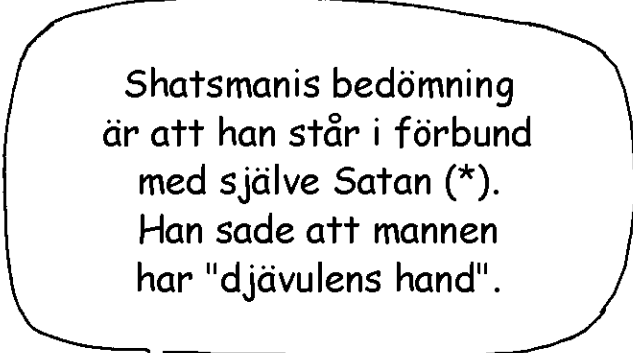 Shatsmanis bedömning
är att han står i förbund
med själve Satan (*).
Han sade att mannen
har "djävulens hand".